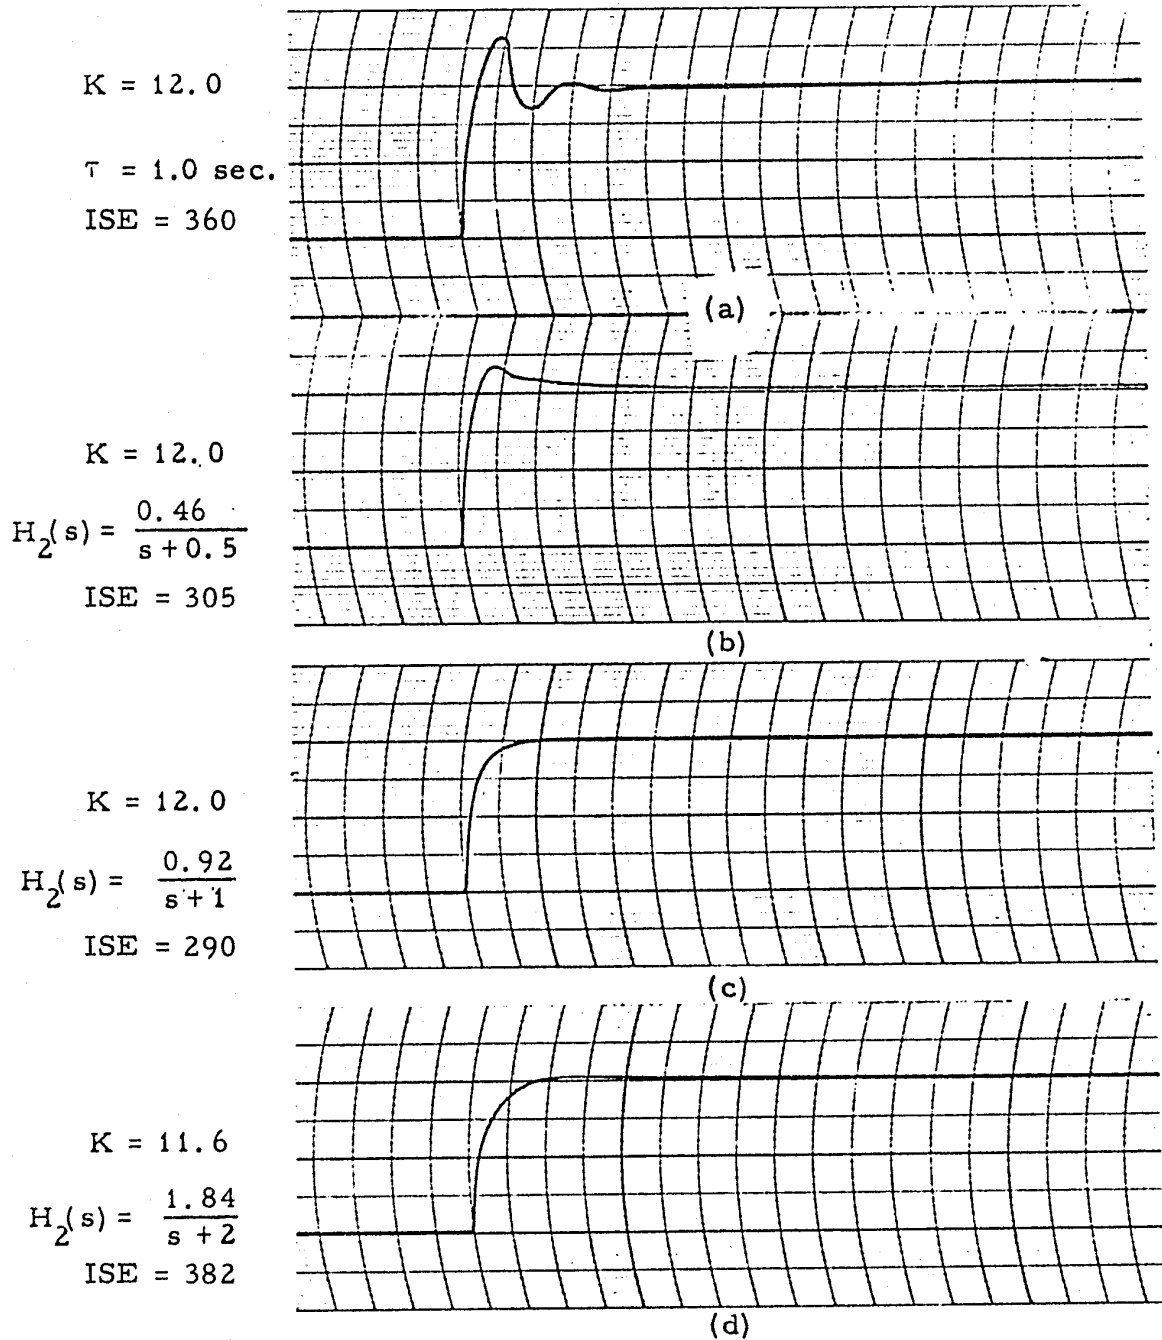 K = 12.0
τ = 1.0 sec.
ISE = 360
(a)
K = 12.0
H₂(s) = 0.46 / s + 0.5
ISE = 305
(b)
K = 12.0
H₂(s) = 0.92 / s + 1
ISE = 290
(c)
K = 11.6
H₂(s) = 1.84 / s + 2
ISE = 382
(d)